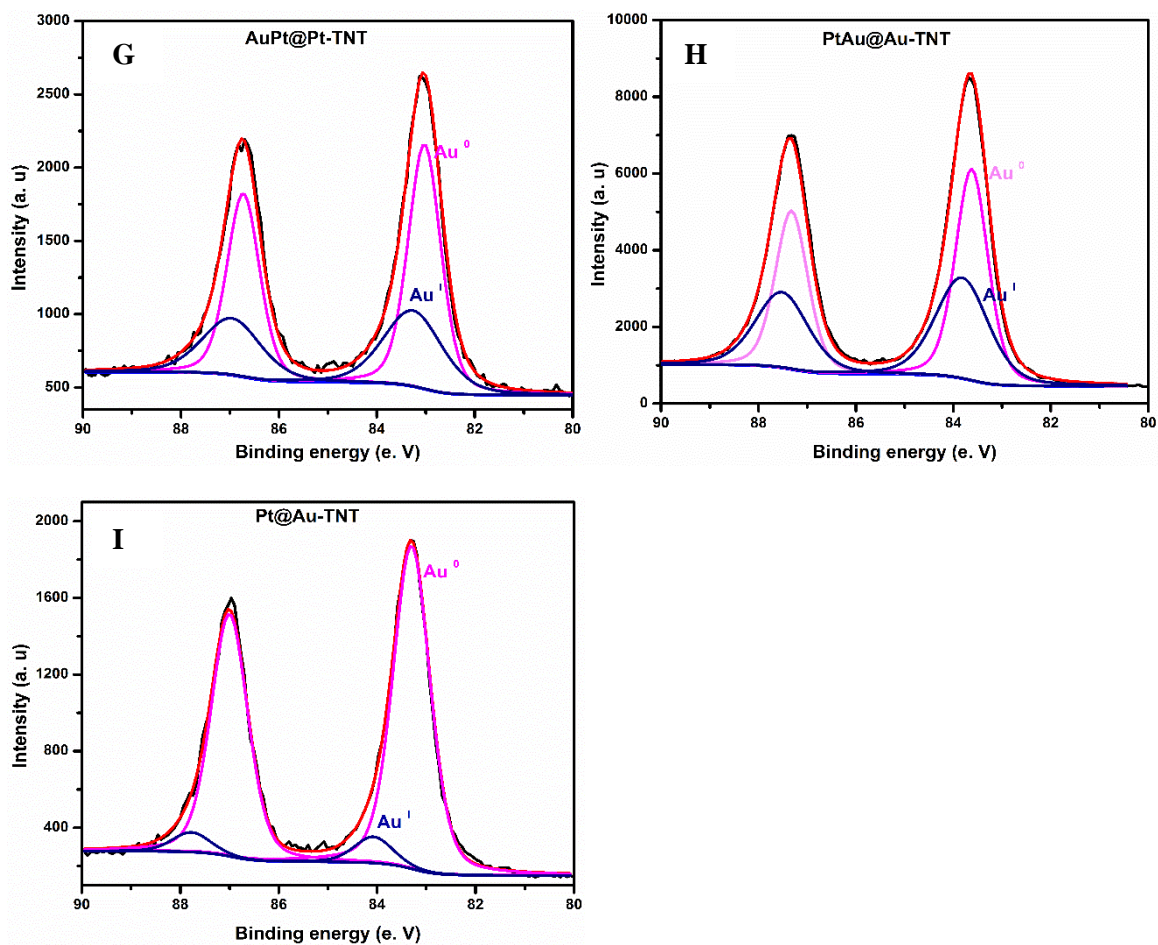 G
AuPt@Pt-TNT
3000
2500
2000
1500
1000
500
Intensity (a. u)
Au 0
Au I
90 88 86 84 82 80
Binding energy (e. V)
H
PtAu@Au-TNT
10000
8000
6000
4000
2000
0
Intensity (a. u)
Au 0
Au I
90 88 86 84 82 80
Binding energy (e. V)
I
Pt@Au-TNT
2000
1600
1200
800
400
Intensity (a. u)
Au 0
Au I
90 88 86 84 82 80
Binding energy (e. V)